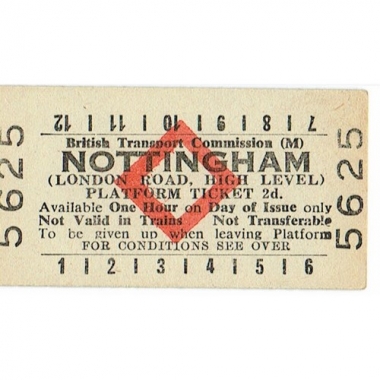 12 11 10 9 8 7
British Transport Commission (M)
NOTTINGHAM
(LONDON ROAD, HIGH LEVEL)
PLATFORM TICKET 2d.
Available One Hour on Day of Issue only
Not Valid in Trains. Not Transferable
To be given up when leaving Platform
FOR CONDITIONS SEE OVER
1 2 3 4 5 6
5625
5625